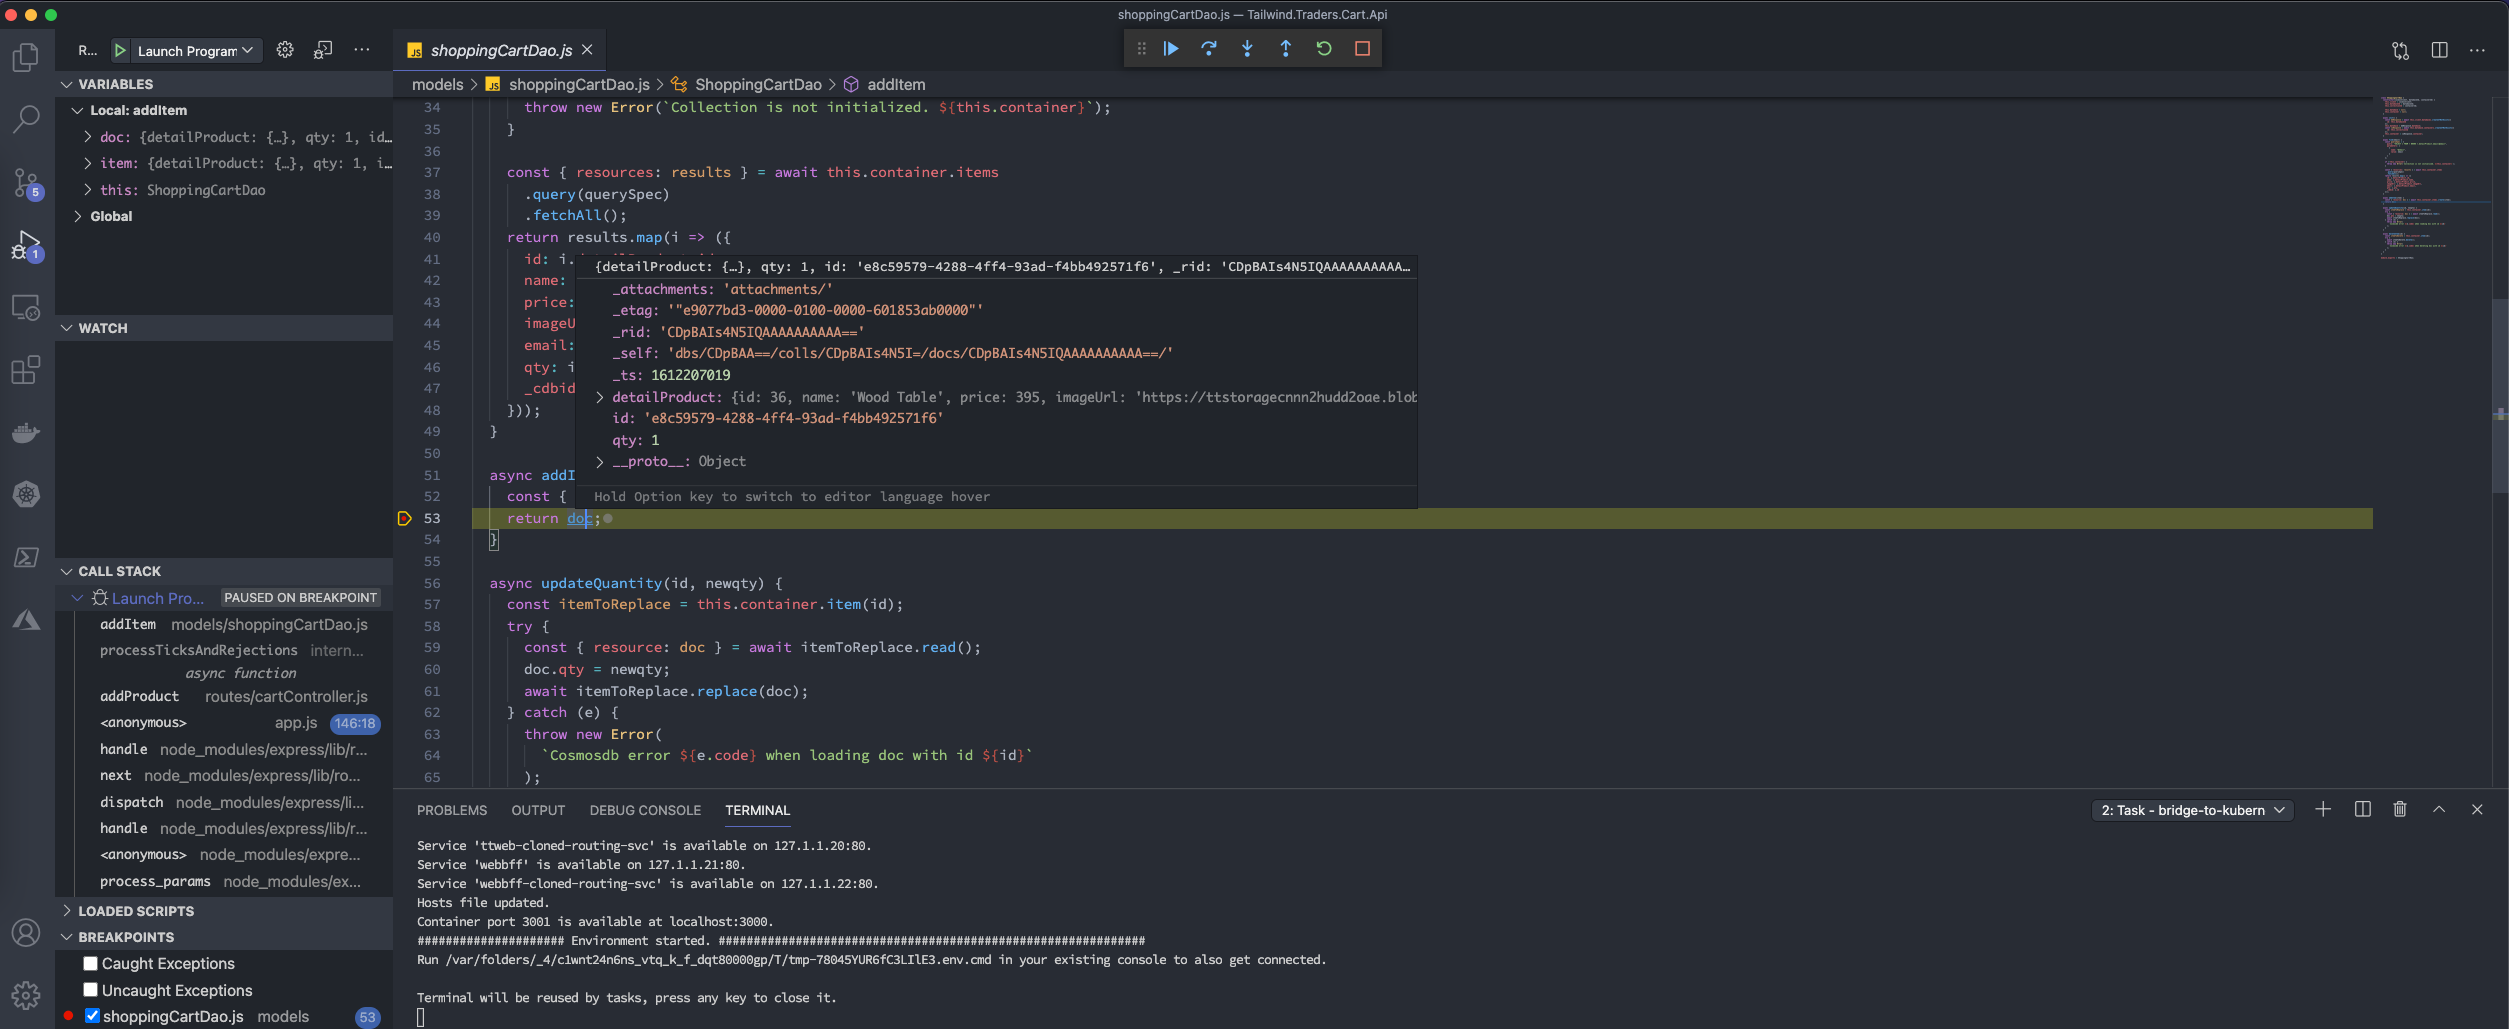 shoppingCartDao.js — Tailwind.Traders.Cart.Api
R... Launch Program
shoppingCartDao.js
models > shoppingCartDao.js > ShoppingCartDao > addItem
VARIABLES
Local: addItem
doc: {detailProduct: {…}, qty: 1, id...
item: {detailProduct: {…}, qty: 1, i...
this: ShoppingCartDao
Global
5
1
WATCH
CALL STACK
Launch Pro... PAUSED ON BREAKPOINT
addItem models/shoppingCartDao.js
processTicksAndRejections intern...
async function
addProduct routes/cartController.js
<anonymous> app.js 146:18
handle node_modules/express/lib/r...
next node_modules/express/lib/ro...
dispatch node_modules/express/li...
handle node_modules/express/lib/r...
<anonymous> node_modules/expre...
process_params node_modules/ex...
LOADED SCRIPTS
BREAKPOINTS
Caught Exceptions
Uncaught Exceptions
shoppingCartDao.js models 53
34 throw new Error(`Collection is not initialized. ${this.container}`);
35 }
36
37 const { resources: results } = await this.container.items
38 .query(querySpec)
39 .fetchAll();
40 return results.map(i => ({
41 id: i
42 name:
43 price:
44 imageU
45 email:
46 qty: i
47 _cdbid
48 }));
49 }
50
51 async addI
52 const {
53 return doc;
54 }
55
56 async updateQuantity(id, newqty) {
57 const itemToReplace = this.container.item(id);
58 try {
59 const { resource: doc } = await itemToReplace.read();
60 doc.qty = newqty;
61 await itemToReplace.replace(doc);
62 } catch (e) {
63 throw new Error(
64 `Cosmosdb error ${e.code} when loading doc with id ${id}`
65 );
{detailProduct: {…}, qty: 1, id: 'e8c59579-4288-4ff4-93ad-f4bb492571f6', _rid: 'CDpBAIs4N5IQAAAAAAAAAA…
_attachments: 'attachments/'
_etag: '"e9077bd3-0000-0100-0000-601853ab0000"'
_rid: 'CDpBAIs4N5IQAAAAAAAAAA=='
_self: 'dbs/CDpBAA==/colls/CDpBAIs4N5I=/docs/CDpBAIs4N5IQAAAAAAAAAA==/'
_ts: 1612207019
detailProduct: {id: 36, name: 'Wood Table', price: 395, imageUrl: 'https://ttstoragecnnn2hudd2oae.blob
id: 'e8c59579-4288-4ff4-93ad-f4bb492571f6'
qty: 1
__proto__: Object
Hold Option key to switch to editor language hover
PROBLEMS OUTPUT DEBUG CONSOLE TERMINAL
2: Task - bridge-to-kubern
Service 'ttweb-cloned-routing-svc' is available on 127.1.1.20:80.
Service 'webbff' is available on 127.1.1.21:80.
Service 'webbff-cloned-routing-svc' is available on 127.1.1.22:80.
Hosts file updated.
Container port 3001 is available at localhost:3000.
##################### Environment started. #############################################################
Run /var/folders/_4/c1wnt24n6ns_vtq_k_f_dqt80000gp/T/tmp-78045YUR6fC3LIlE3.env.cmd in your existing console to also get connected.
Terminal will be reused by tasks, press any key to close it.